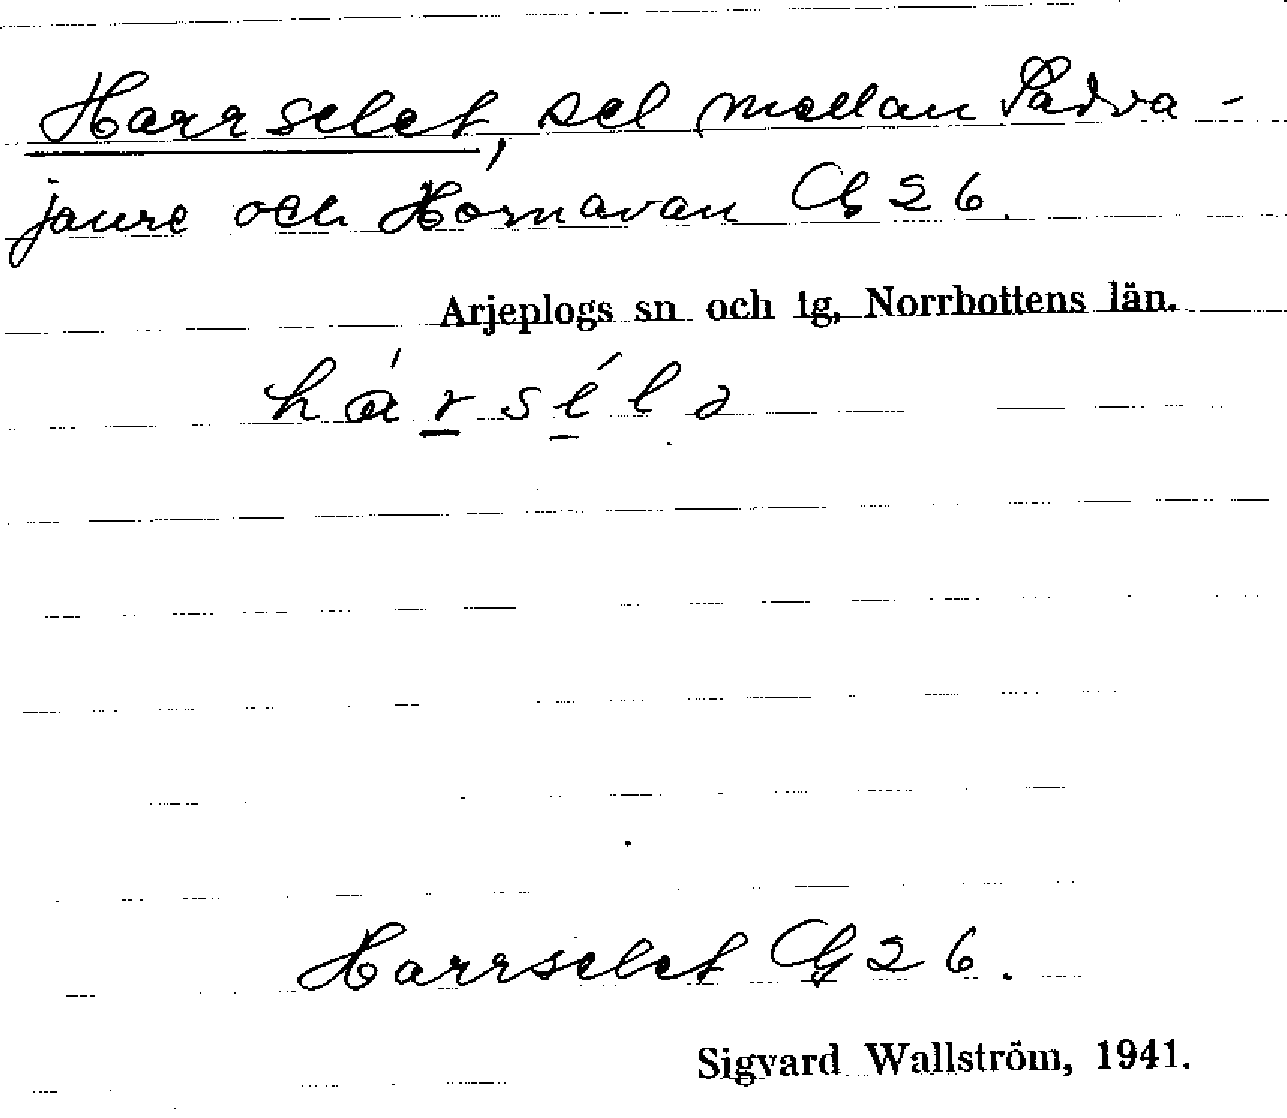 Harrselet, sel mellan Sädva-
jaure och Hornavan G 26.
Arjeplogs sn och tg, Norrbottens län.
Harrselet G 26.
Sigvard Wallström, 1941.